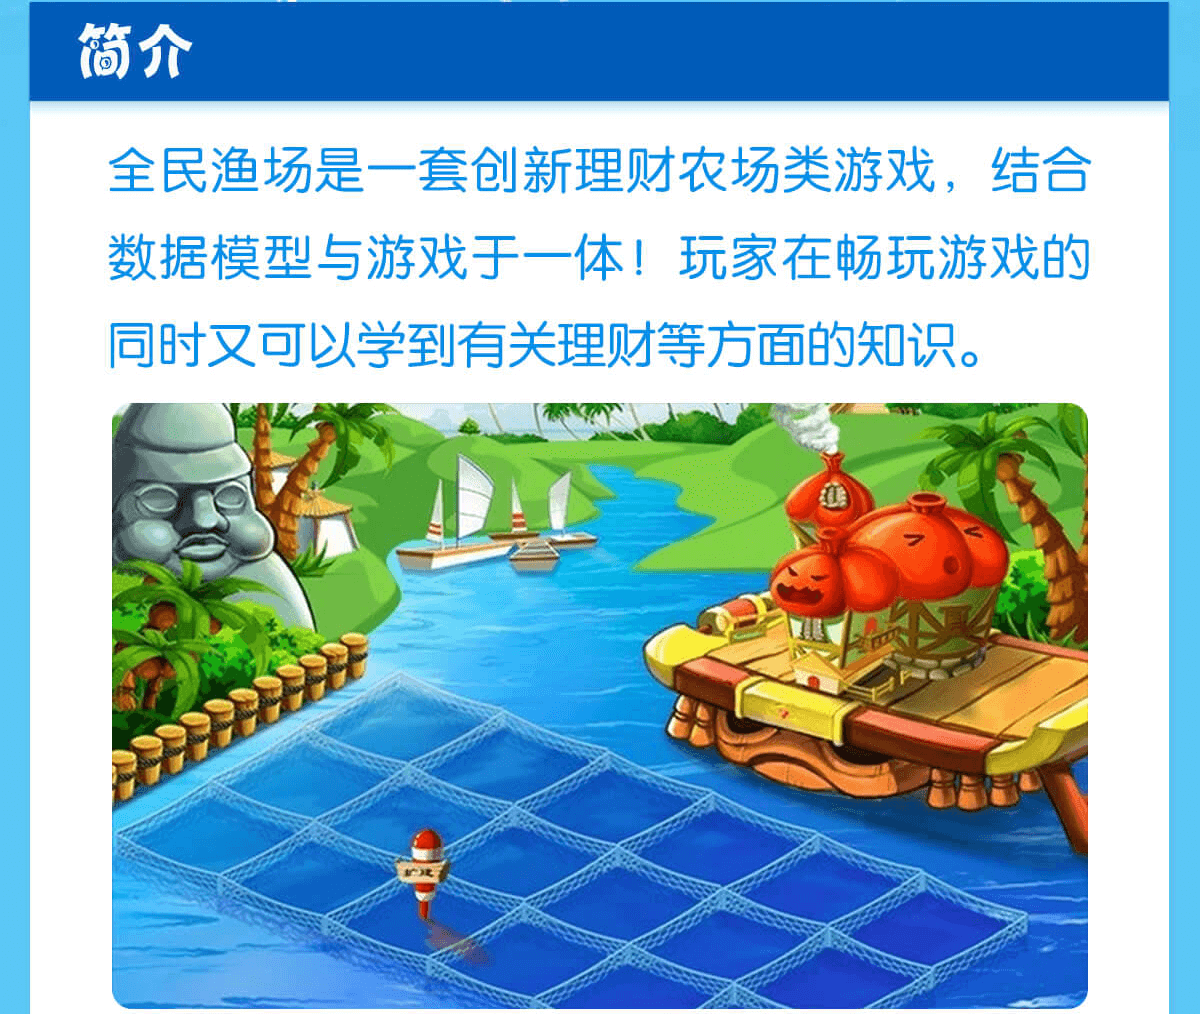 简介
全民渔场是一套创新理财农场类游戏，结合
数据模型与游戏于一体！玩家在畅玩游戏的
同时又可以学到有关理财等方面的知识。
扩建